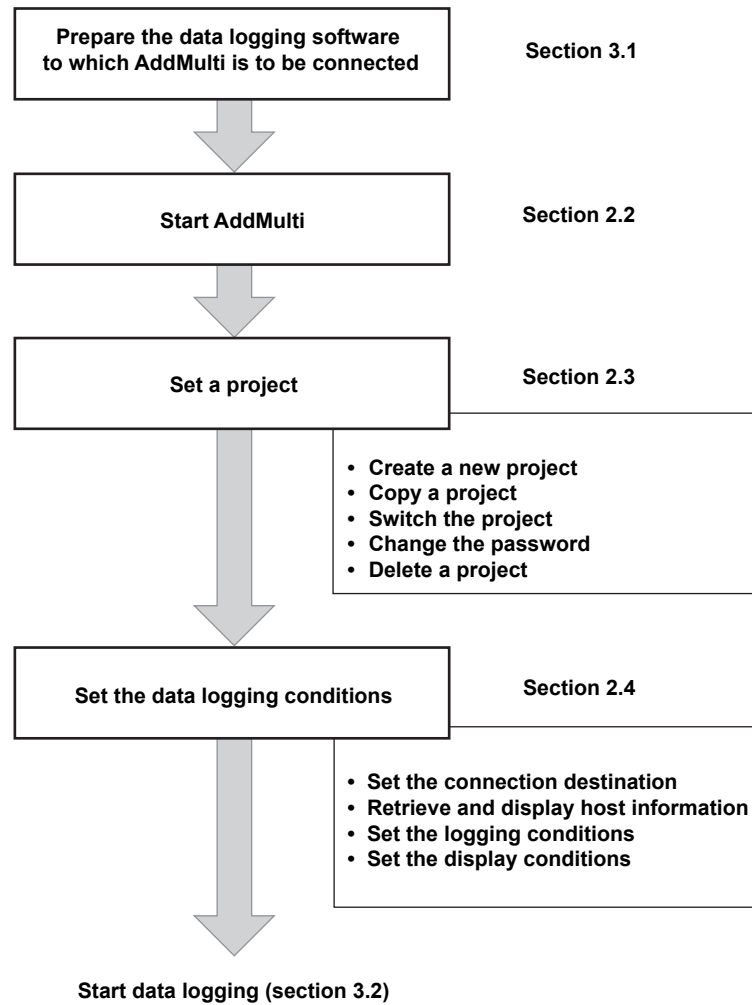 Prepare the data logging software
to which AddMulti is to be connected
Section 3.1
Start AddMulti
Section 2.2
Set a project
Section 2.3
• Create a new project
• Copy a project
• Switch the project
• Change the password
• Delete a project
Set the data logging conditions
Section 2.4
• Set the connection destination
• Retrieve and display host information
• Set the logging conditions
• Set the display conditions
Start data logging (section 3.2)